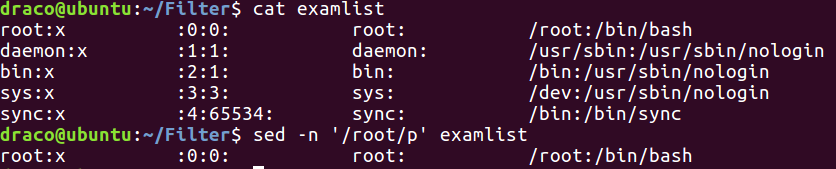 draco@ubuntu:~/Filter$ cat examlist
root:x :0:0: root: /root:/bin/bash
daemon:x :1:1: daemon: /usr/sbin:/usr/sbin/nologin
bin:x :2:1: bin: /bin:/usr/sbin/nologin
sys:x :3:3: sys: /dev:/usr/sbin/nologin
sync:x :4:65534: sync: /bin:/bin/sync
draco@ubuntu:~/Filter$ sed -n '/root/p' examlist
root:x :0:0: root: /root:/bin/bash